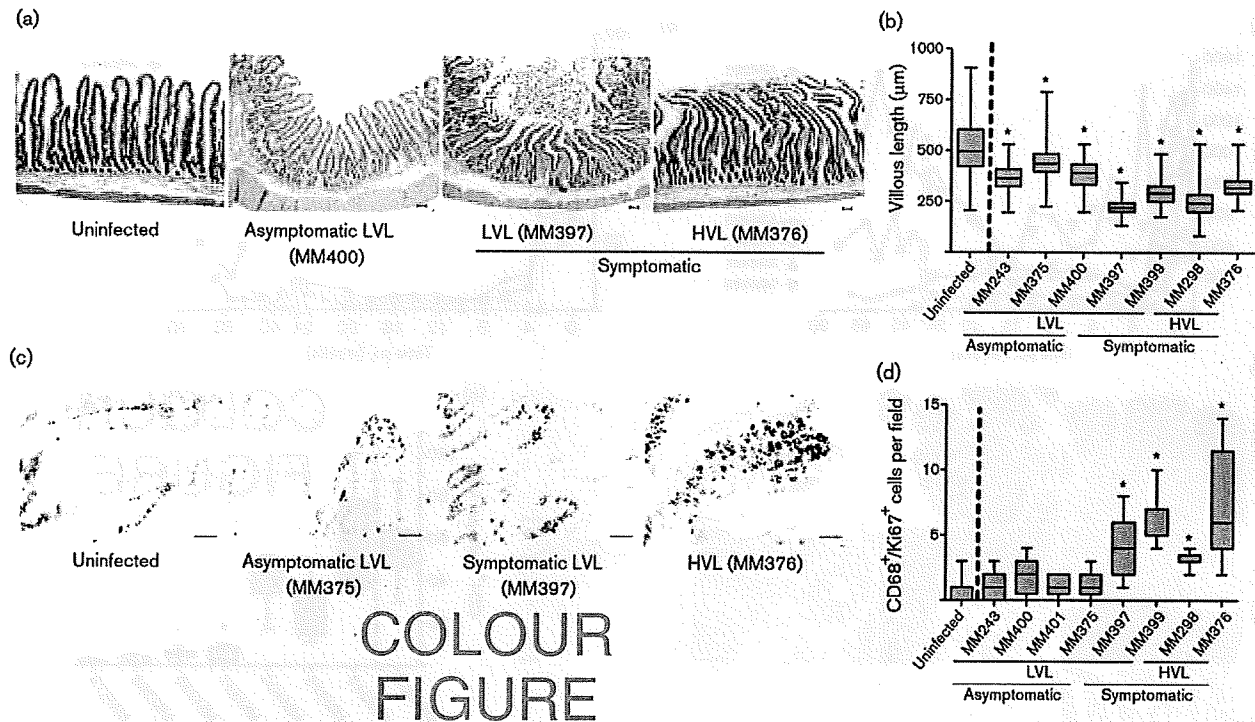 (a)
Uninfected
Asymptomatic LVL
(MM400)
LVL (MM397)
HVL (MM376)
Symptomatic
(b)
Villous length (µm)
1000
750
500
250
*
*
*
*
*
*
*
Uninfected
MM243
MM375
MM400
MM397
MM399
MM298
MM376
LVL
HVL
Asymptomatic
Symptomatic
(c)
Uninfected
Asymptomatic LVL
(MM375)
Symptomatic LVL
(MM397)
HVL (MM376)
(d)
CD68+/Ki67+ cells per field
15
10
5
*
*
*
*
Uninfected
MM243
MM400
MM401
MM375
MM397
MM399
MM298
MM376
LVL
HVL
Asymptomatic
Symptomatic
COLOUR
FIGURE